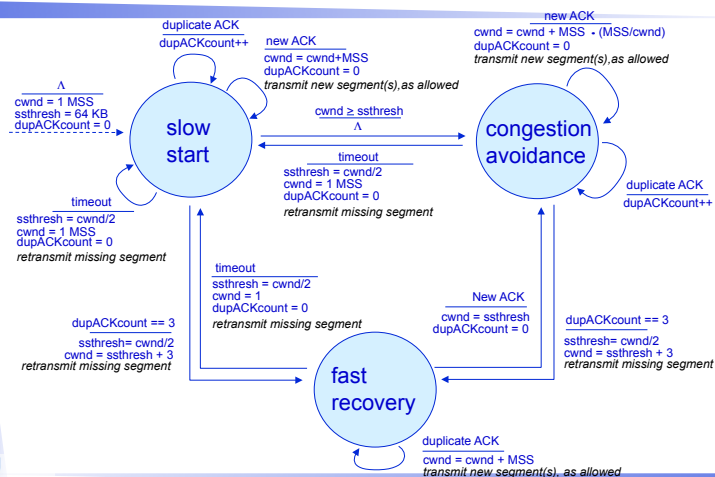 duplicate ACK
dupACKcount++
new ACK
cwnd = cwnd+MSS
dupACKcount = 0
transmit new segment(s),as allowed
new ACK
cwnd = cwnd + MSS • (MSS/cwnd)
dupACKcount = 0
transmit new segment(s),as allowed
Λ
cwnd = 1 MSS
ssthresh = 64 KB
dupACKcount = 0
slow
start
cwnd ≥ ssthresh
Λ
congestion
avoidance
timeout
ssthresh = cwnd/2
cwnd = 1 MSS
dupACKcount = 0
retransmit missing segment
timeout
ssthresh = cwnd/2
cwnd = 1 MSS
dupACKcount = 0
retransmit missing segment
duplicate ACK
dupACKcount++
timeout
ssthresh = cwnd/2
cwnd = 1
dupACKcount = 0
retransmit missing segment
New ACK
cwnd = ssthresh
dupACKcount = 0
dupACKcount == 3
ssthresh= cwnd/2
cwnd = ssthresh + 3
retransmit missing segment
dupACKcount == 3
ssthresh= cwnd/2
cwnd = ssthresh + 3
retransmit missing segment
fast
recovery
duplicate ACK
cwnd = cwnd + MSS
transmit new segment(s), as allowed